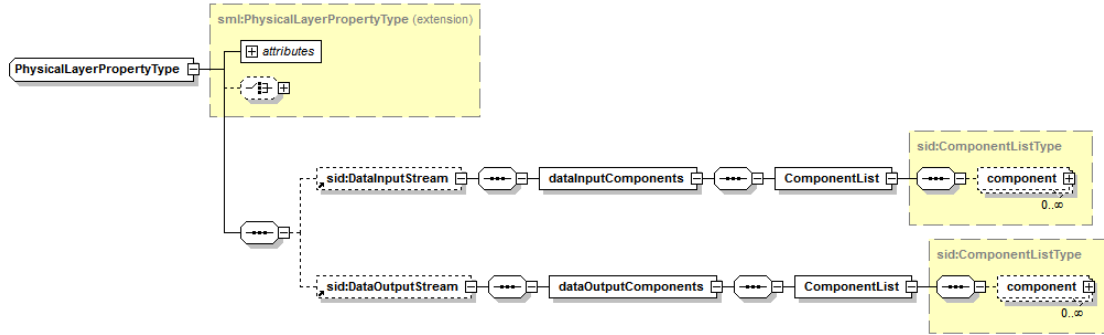 sml:PhysicalLayerPropertyType (extension)
attributes
PhysicalLayerPropertyType
sid:ComponentListType
sid:DataInputStream
dataInputComponents
ComponentList
component
0..∞
sid:ComponentListType
sid:DataOutputStream
dataOutputComponents
ComponentList
component
0..∞